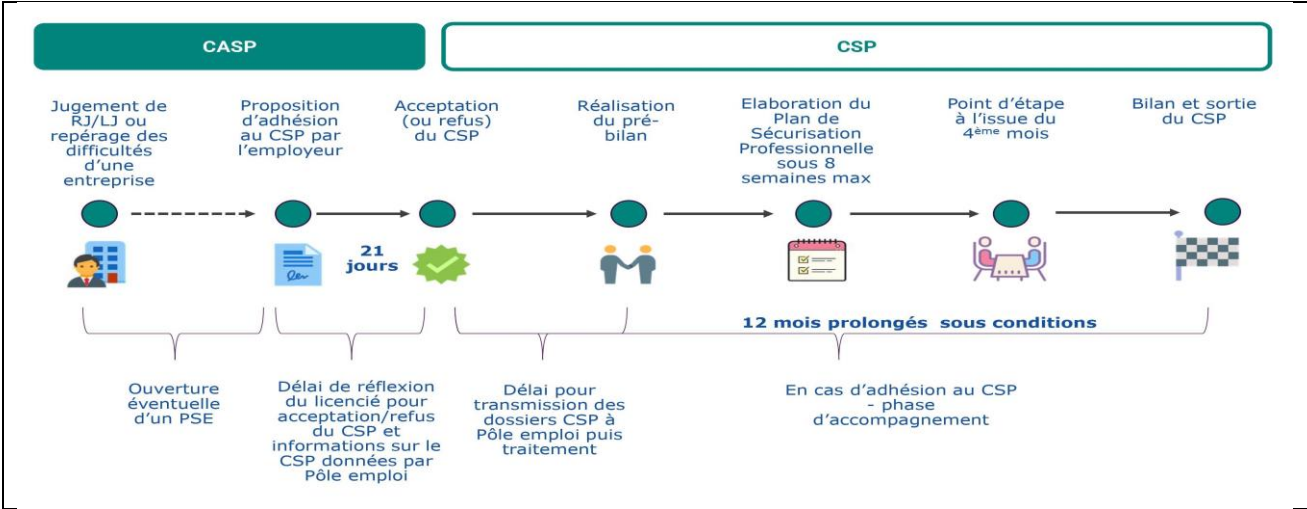 CASP
CSP
Jugement de
RJ/LJ ou
repérage des
difficultés
d'une
entreprise
Proposition
d'adhésion
au CSP par
l'employeur
Acceptation
(ou refus)
du CSP
Réalisation
du pré-
bilan
Elaboration du
Plan de
Sécurisation
Professionnelle
sous 8
semaines max
Point d'étape
à l'issue du
4ème mois
Bilan et sortie
du CSP
21
jours
12 mois prolongés sous conditions
Ouverture
éventuelle
d'un PSE
Délai de réflexion
du licencié pour
acceptation/refus
du CSP et
informations sur le
CSP données par
Pôle emploi
Délai pour
transmission des
dossiers CSP à
Pôle emploi puis
traitement
En cas d'adhésion au CSP
- phase
d'accompagnement